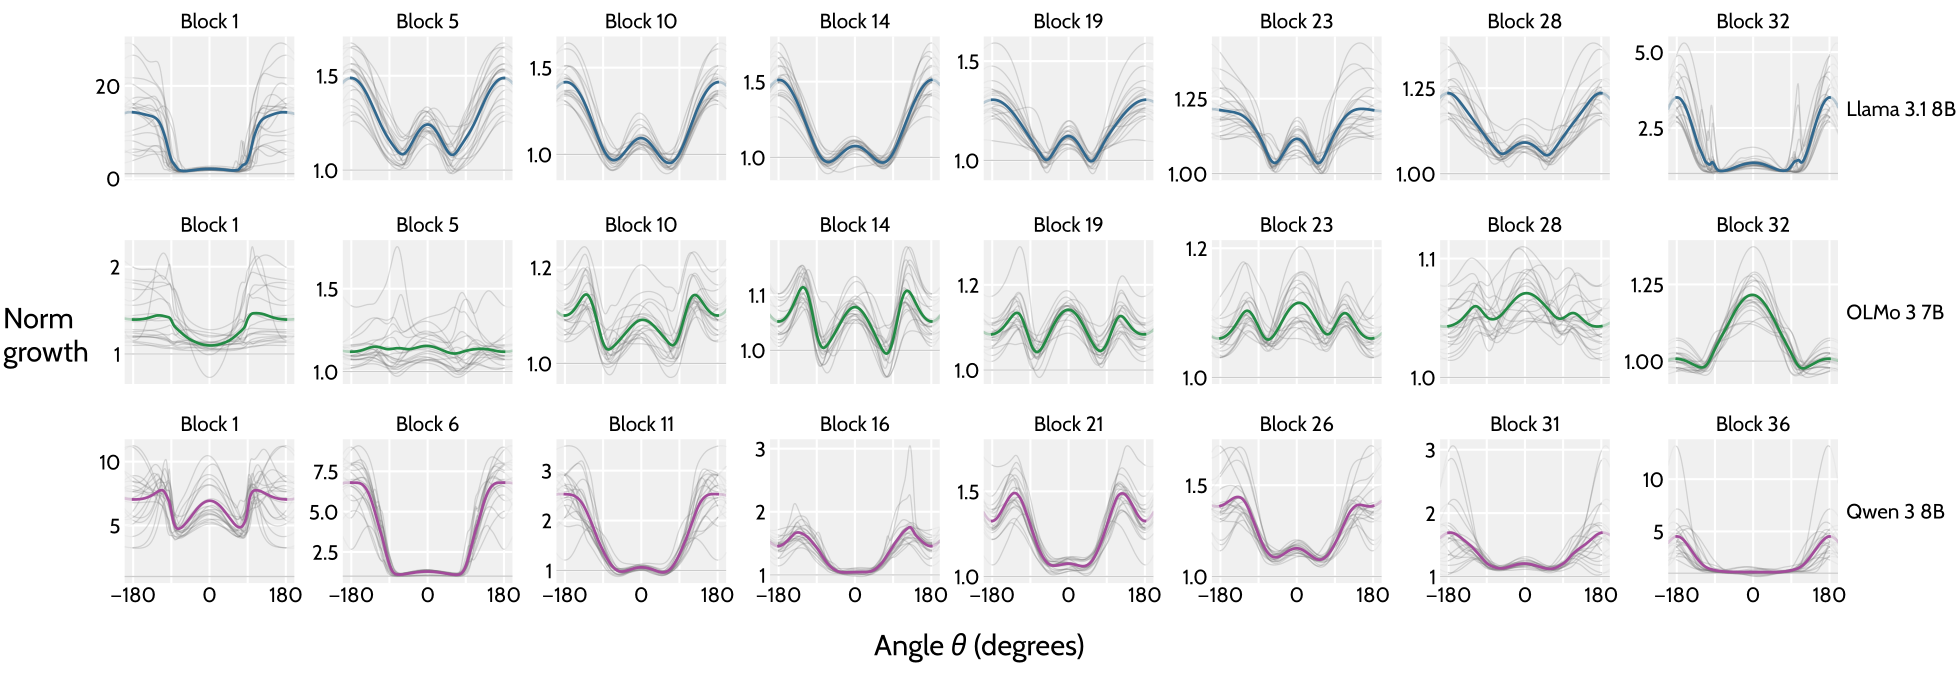 Block 1 Block 5 Block 10 Block 14 Block 19 Block 23 Block 28 Block 32
20 0
1.5 1.0
1.5 1.0
1.5 1.0
1.5 1.0
1.25 1.00
1.25 1.00
5.0 2.5
Llama 3.1 8B
Block 1 Block 5 Block 10 Block 14 Block 19 Block 23 Block 28 Block 32
2 1
1.5 1.0
1.2 1.0
1.1 1.0
1.2 1.0
1.2 1.0
1.1 1.0
1.25 1.00
OLMo 3 7B
Norm
growth
Block 1 Block 6 Block 11 Block 16 Block 21 Block 26 Block 31 Block 36
10 5
7.5 5.0 2.5
3 2 1
3 2 1
1.5 1.0
1.5 1.0
3 2 1
10 5
Qwen 3 8B
−180 0 180 −180 0 180 −180 0 180 −180 0 180 −180 0 180 −180 0 180 −180 0 180 −180 0 180
Angle θ (degrees)